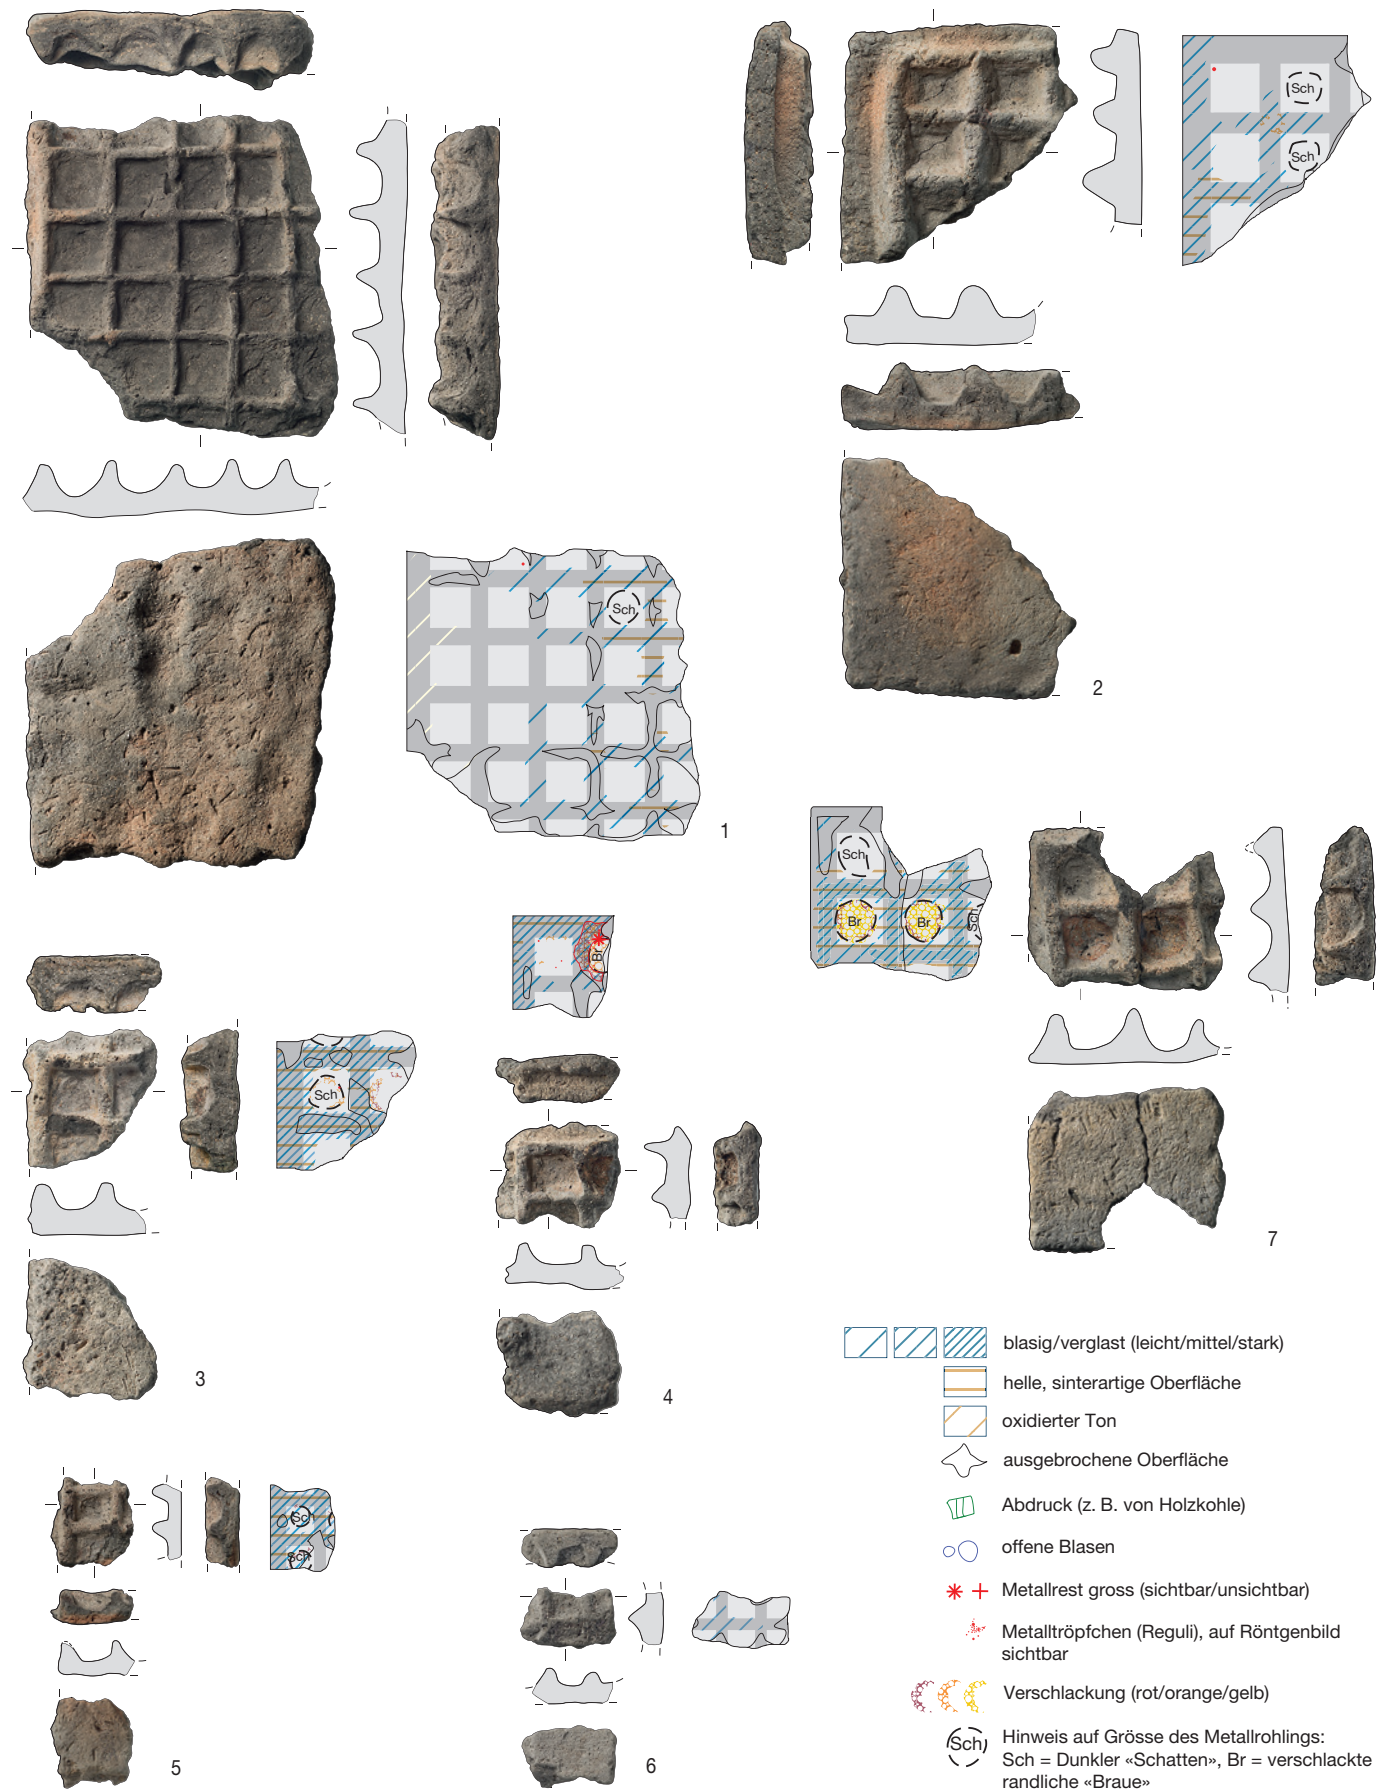 Sch
Sch
Sch
2
1
Sch
Br
Br
Sch
Br
Sch
7
3
4
blasig/verglast (leicht/mittel/stark)
helle, sinterartige Oberfläche
oxidierter Ton
ausgebrochene Oberfläche
Abdruck (z. B. von Holzkohle)
offene Blasen
Metallrest gross (sichtbar/unsichtbar)
Metalltröpfchen (Reguli), auf Röntgenbild
sichtbar
Verschlackung (rot/orange/gelb)
Sch
Hinweis auf Grösse des Metallrohlings:
Sch = Dunkler «Schatten», Br = verschlackte
randliche «Braue»
Sch
Sch
5
6